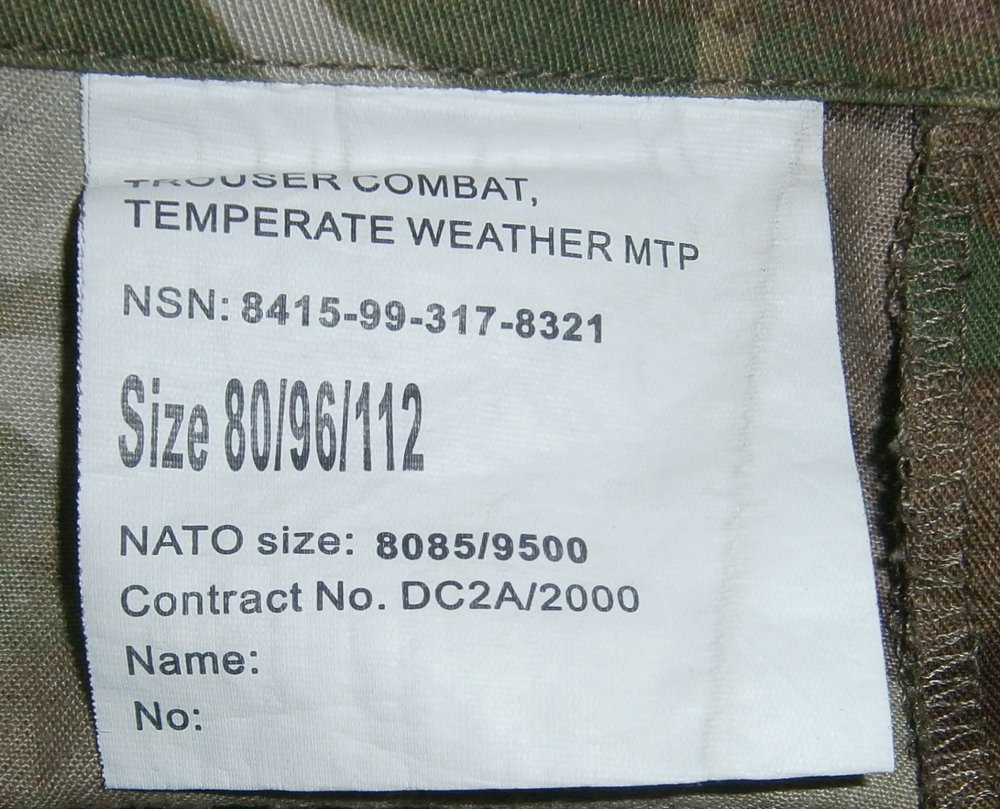 TROUSER COMBAT,
TEMPERATE WEATHER MTP
NSN: 8415-99-317-8321
Size 80/96/112
NATO size: 8085/9500
Contract No. DC2A/2000
Name:
No: